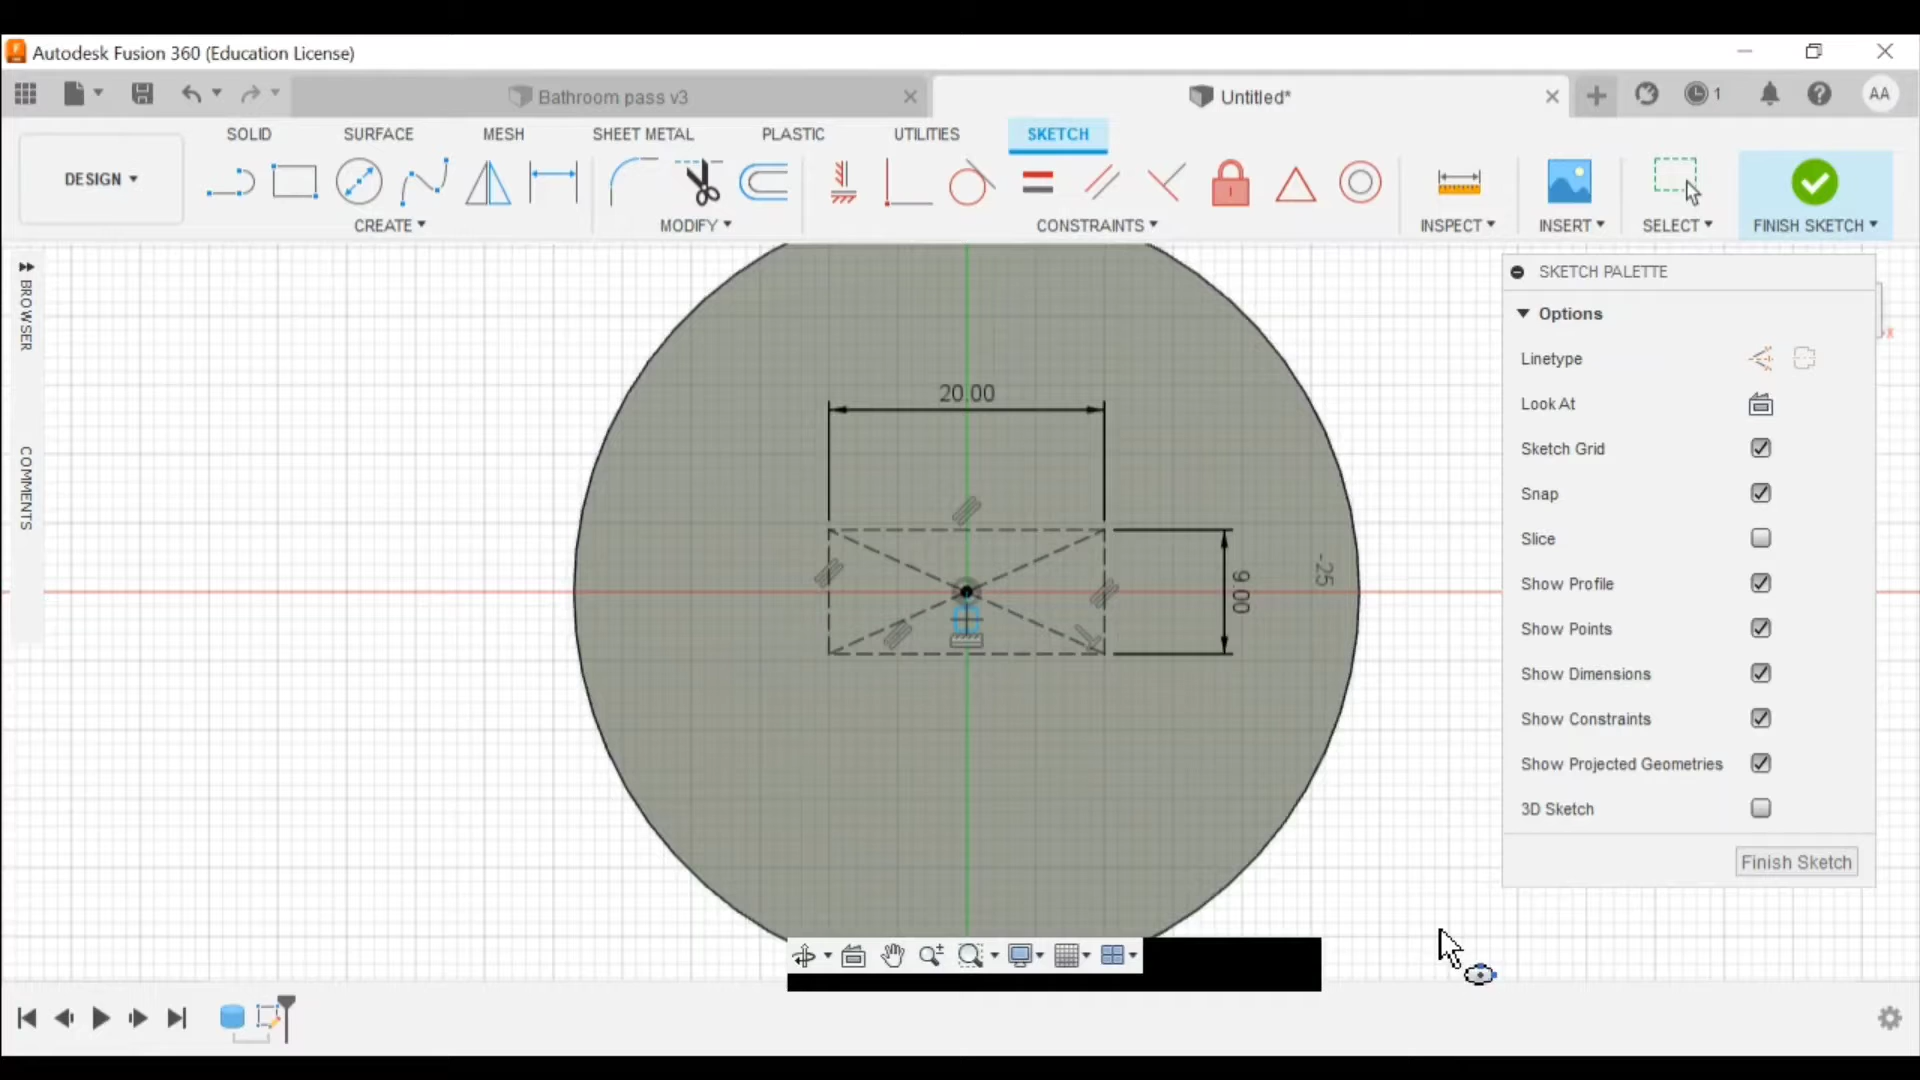 Autodesk Fusion 360 (Education License)
Bathroom pass v3
Untitled*
1
AA
SOLID
SURFACE
MESH
SHEET METAL
PLASTIC
UTILITIES
SKETCH
DESIGN
CREATE
MODIFY
CONSTRAINTS
INSPECT
INSERT
SELECT
FINISH SKETCH
BROWSER
COMMENTS
20.00
9.00
-25
SKETCH PALETTE
Options
Linetype
Look At
Sketch Grid
Snap
Slice
Show Profile
Show Points
Show Dimensions
Show Constraints
Show Projected Geometries
3D Sketch
Finish Sketch
X